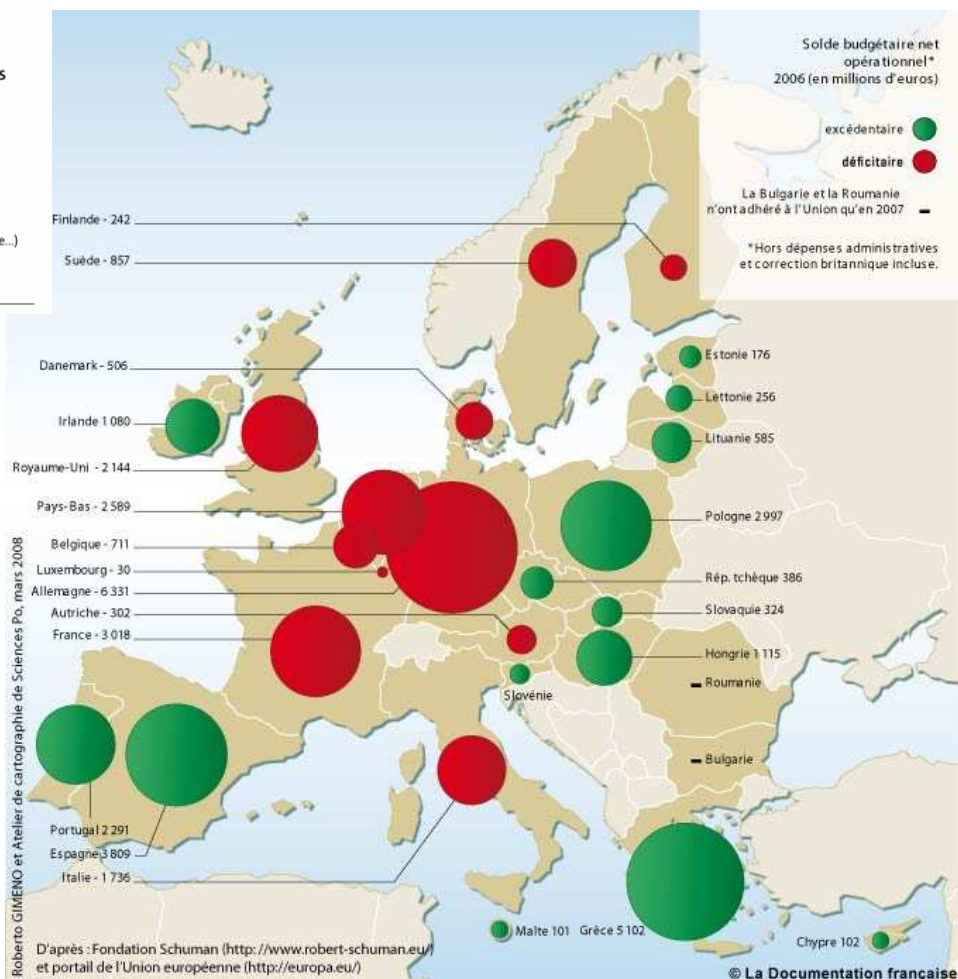 s
e...)
Solde budgétaire net
opérationnel*
2006 (en millions d'euros)
excédentaire
déficitaire
La Bulgarie et la Roumanie
n'ont adhéré à l'Union qu'en 2007
*Hors dépenses administratives
et correction britannique incluse.
Finlande - 242
Suède - 857
Danemark - 506
Irlande 1 080
Royaume-Uni - 2 144
Pays-Bas - 2 589
Belgique - 711
Luxembourg - 30
Allemagne - 6 331
Autriche - 302
France - 3 018
Estonie 176
Lettonie 256
Lituanie 585
Pologne 2 997
Rép. tchèque 386
Slovaquie 324
Hongrie 1 115
Slovénie
Roumanie
Bulgarie
Portugal 2 291
Espagne 3 809
Italie - 1 736
Malte 101
Grèce 5 102
Chypre 102
Roberto GIMENO et Atelier de cartographie de Sciences Po, mars 2008
D'après : Fondation Schuman (http://www.robert-schuman.eu/)
et portail de l'Union européenne (http://europa.eu/)
© La Documentation française